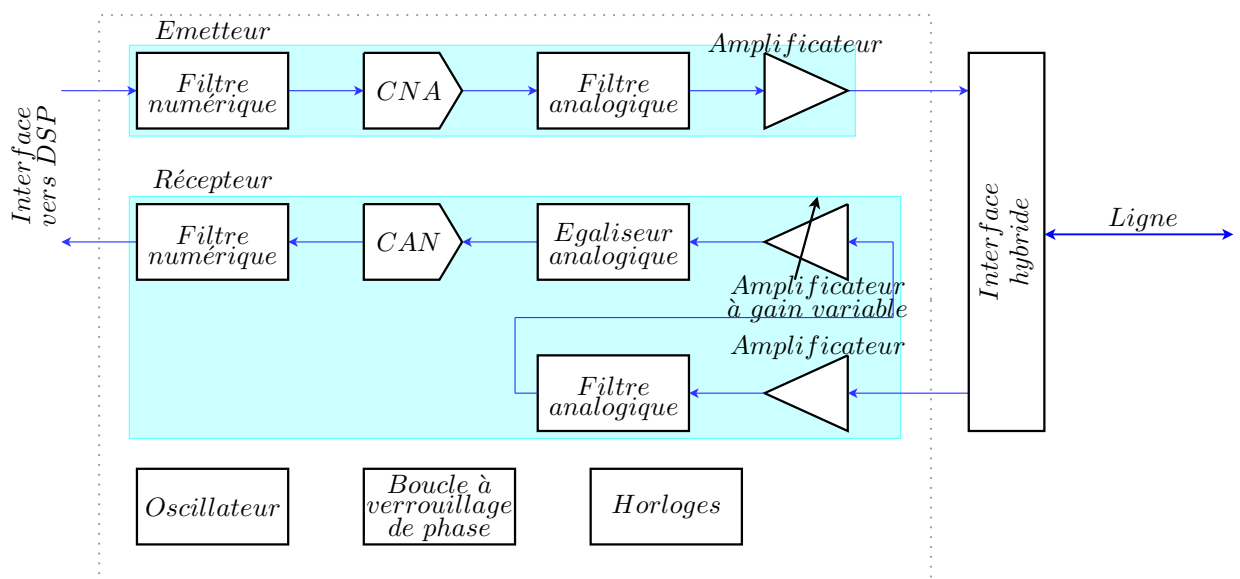 Emetteur
Amplificateur
Filtre
numérique
CNA
Filtre
analogique
Interface
vers DSP
Récepteur
Filtre
numérique
CAN
Egaliseur
analogique
Amplificateur
à gain variable
Interface
hybride
Ligne
Amplificateur
Filtre
analogique
Oscillateur
Boucle à
verrouillage
de phase
Horloges